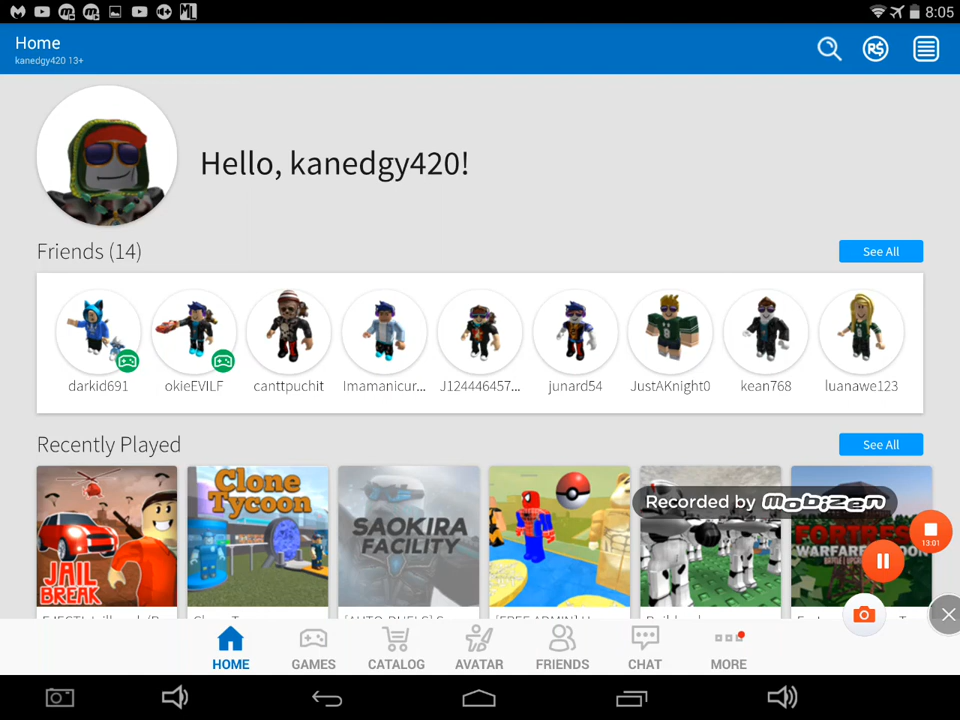 8:05
Home
kanedgy420 13+
R$
Hello, kanedgy420!
Friends (14)
See All
darkid691
okieEVILF
canttpuchit
Imamanicur...
J124446457...
junard54
JustAKnight0
kean768
luanawe123
Recently Played
See All
JAIL
BREAK
Clone
Tycoon
SAOKIRA
FACILITY
Recorded by mobizen
FORTRESS
WARFARE TYCOON
13:01
HOME
GAMES
CATALOG
AVATAR
FRIENDS
CHAT
MORE